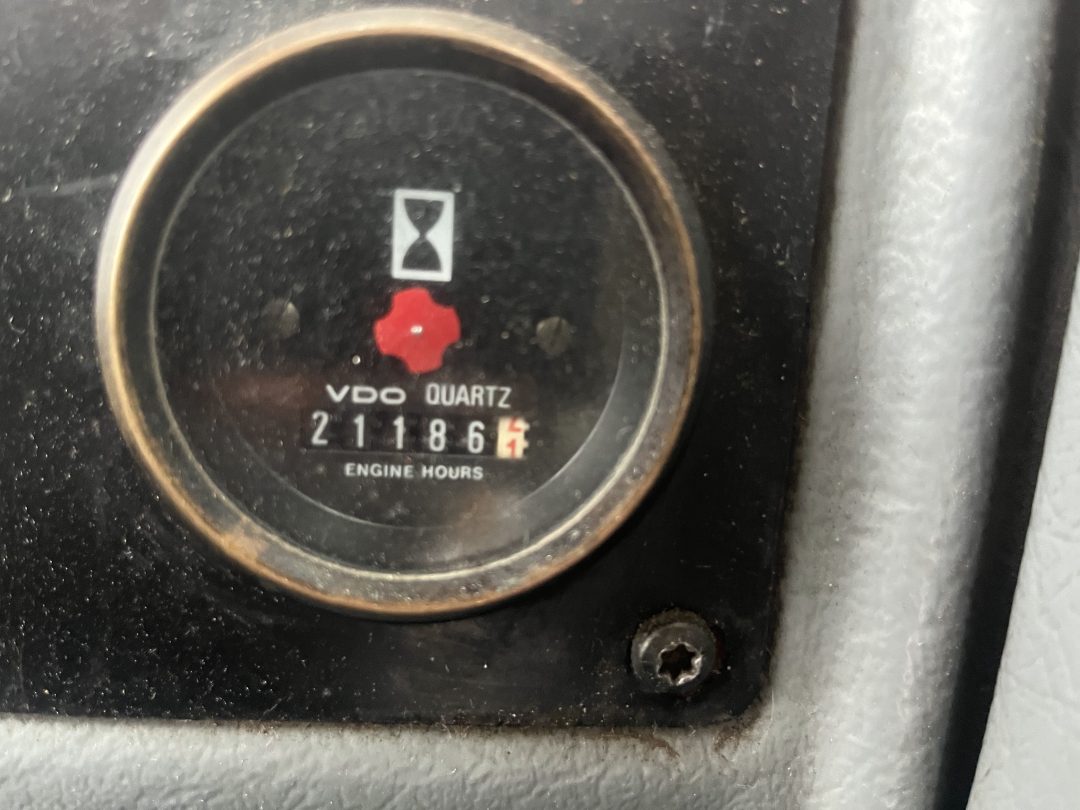 VDO QUARTZ
21186
ENGINE HOURS